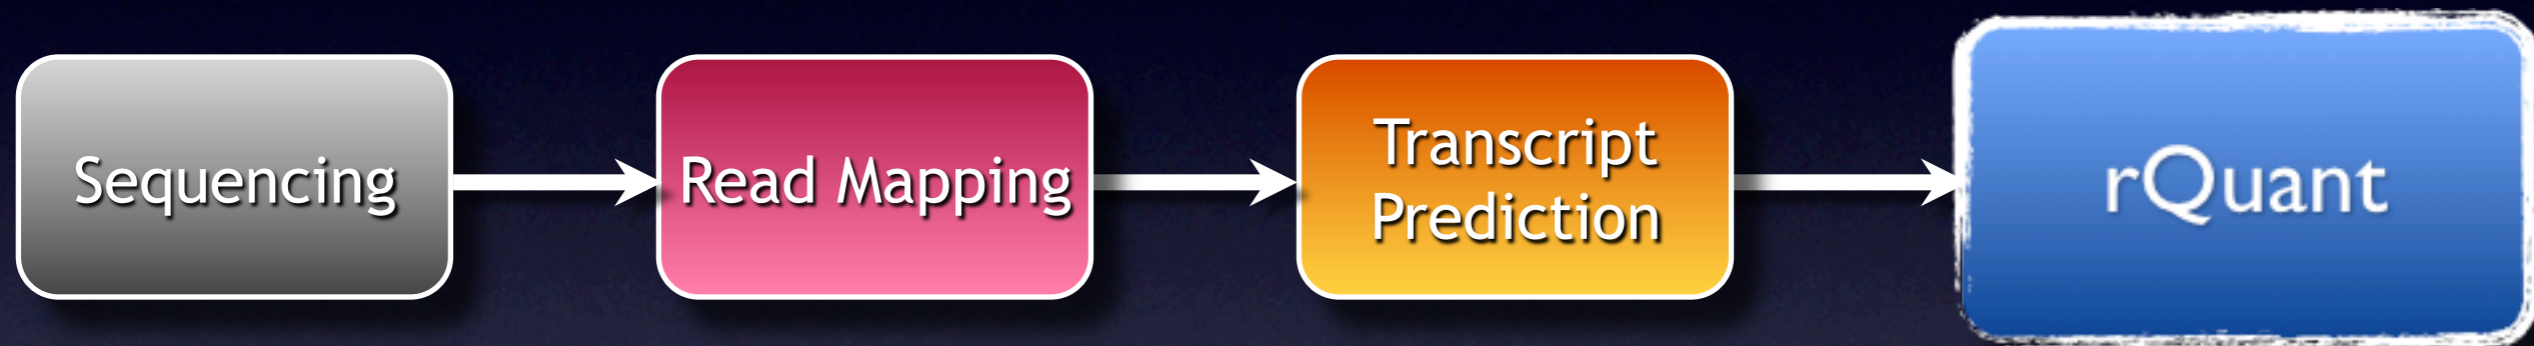 Sequencing
Read Mapping
Transcript
Prediction
rQuant